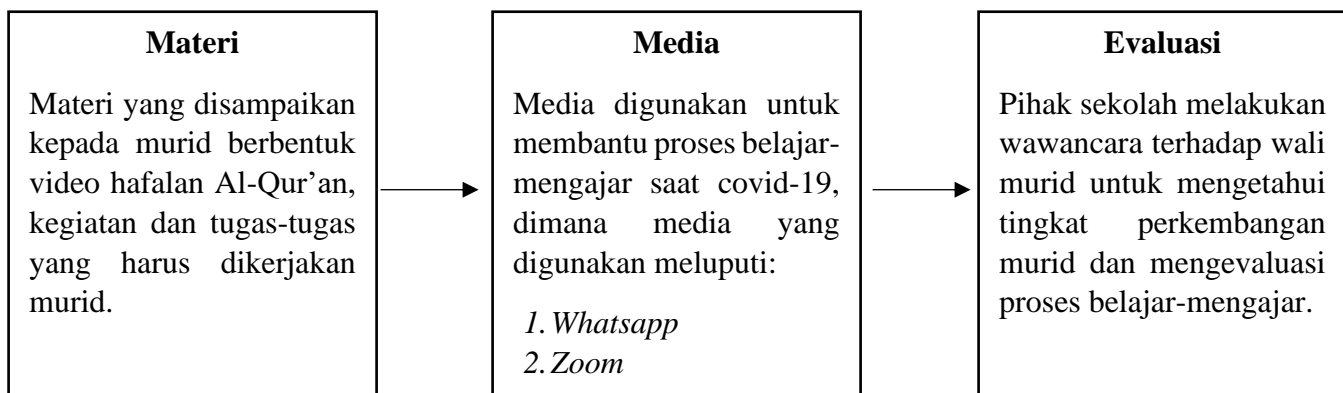 Materi
Materi yang disampaikan
kepada murid berbentuk
video hafalan Al-Qur’an,
kegiatan dan tugas-tugas
yang harus dikerjakan
murid.
Media
Media digunakan untuk
membantu proses belajar-
mengajar saat covid-19,
dimana media yang
digunakan meluputi:
1. Whatsapp
2. Zoom
Evaluasi
Pihak sekolah melakukan
wawancara terhadap wali
murid untuk mengetahui
tingkat perkembangan
murid dan mengevaluasi
proses belajar-mengajar.